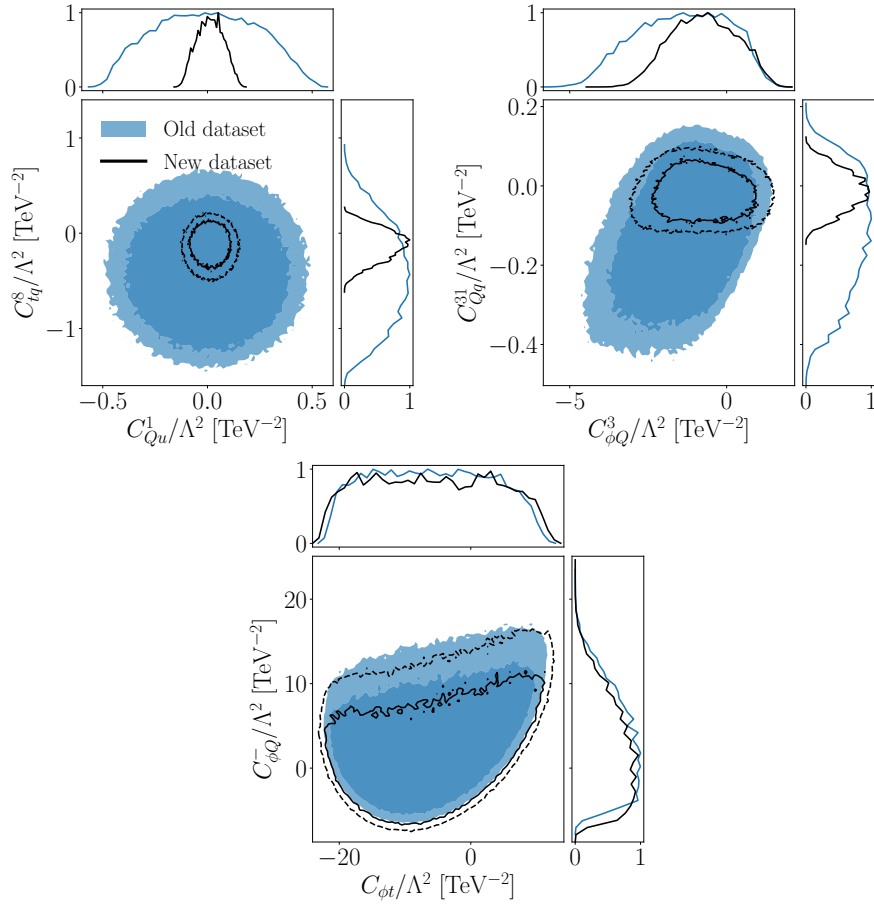 1
0
1
0
−1
C^8_{tq}/Λ^2 [TeV^{−2}]
Old dataset
New dataset
−0.5 0.0 0.5
C^1_{Qu}/Λ^2 [TeV^{−2}]
0 1
1
0
0.2
0.0
−0.2
−0.4
C^{31}_{Qq}/Λ^2 [TeV^{−2}]
−5 0
C^3_{ϕQ}/Λ^2 [TeV^{−2}]
0 1
1
0
20
10
0
C^−_{ϕQ}/Λ^2 [TeV^{−2}]
−20 0
C_{ϕt}/Λ^2 [TeV^{−2}]
0 1